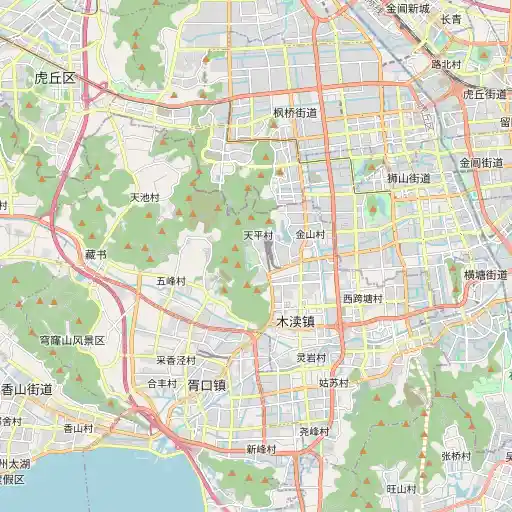 金阊新城
长青
路北村
虎丘区
虎丘街道
枫桥街道
留
金阊街道
狮山街道
天池村
村
天平村
金山村
藏书
横塘街道
五峰村
西跨塘村
木渎镇
穹窿山风景区
采香泾村
灵岩村
合丰村
胥口镇
姑苏村
香山街道
舍村
香山村
尧峰村
新峰村
张桥村
吴
州太湖
假区
旺山村